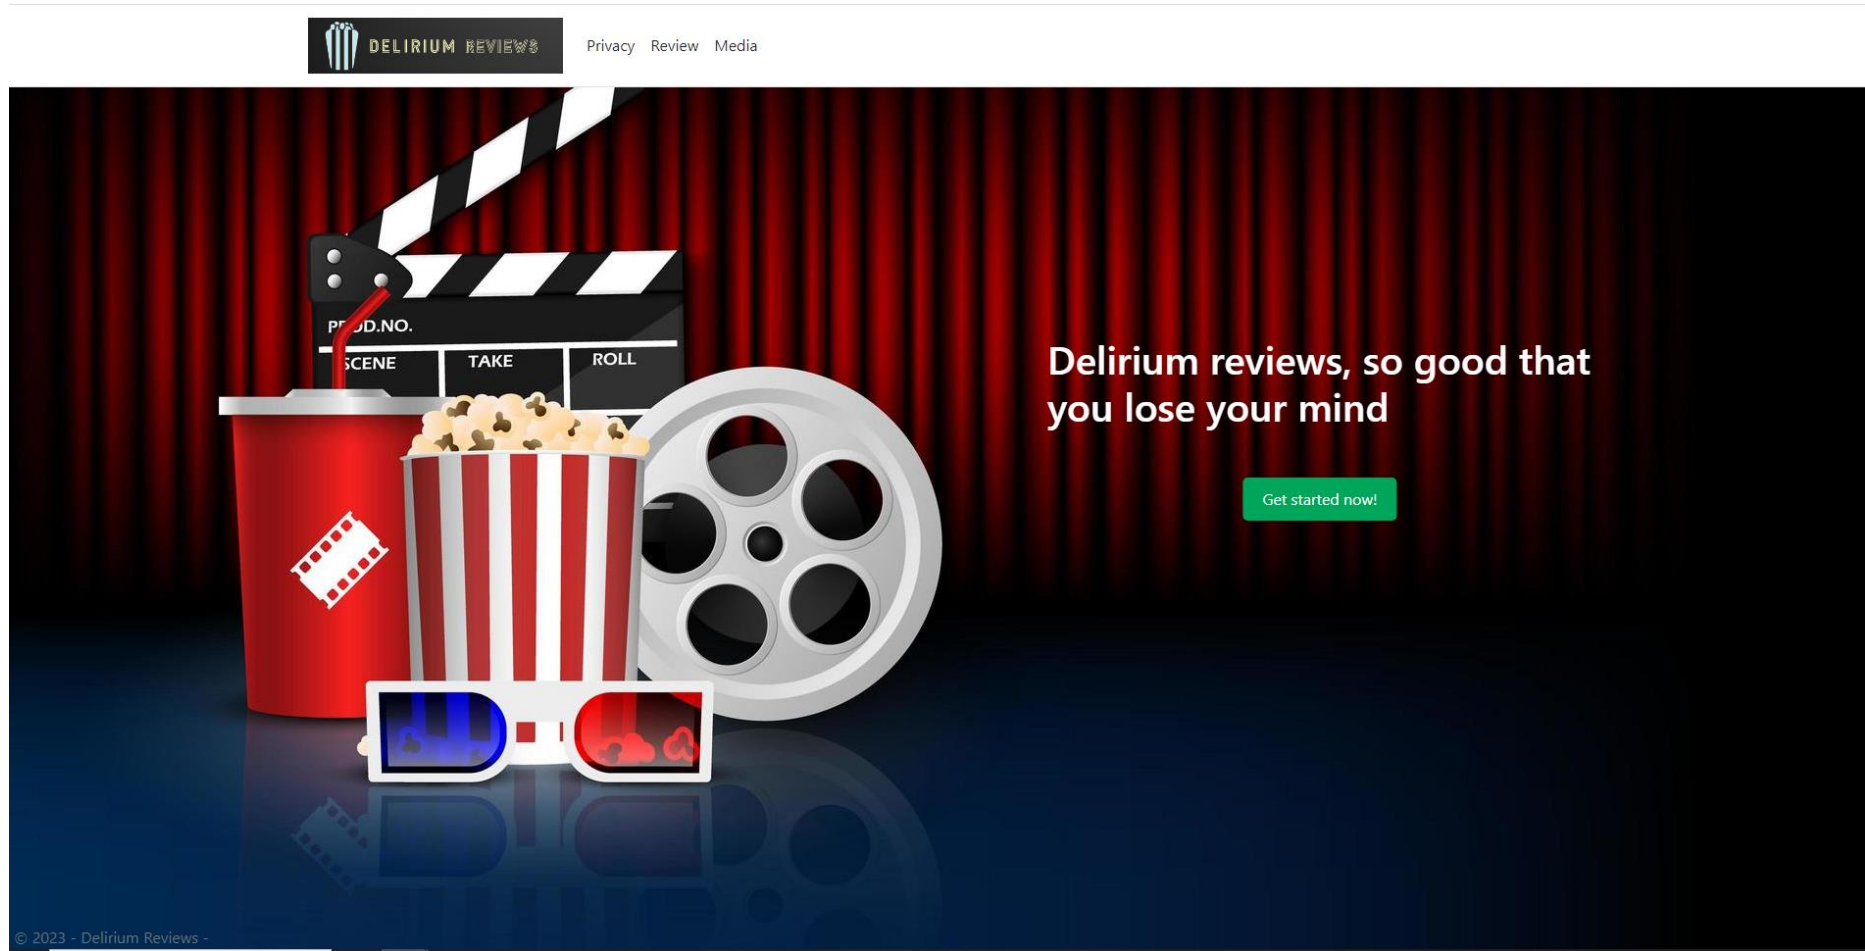 DELIRIUM REVIEWS
Privacy Review Media
PROD.NO.
SCENE TAKE ROLL
Delirium reviews, so good that
you lose your mind
Get started now!
© 2023 - Delirium Reviews -